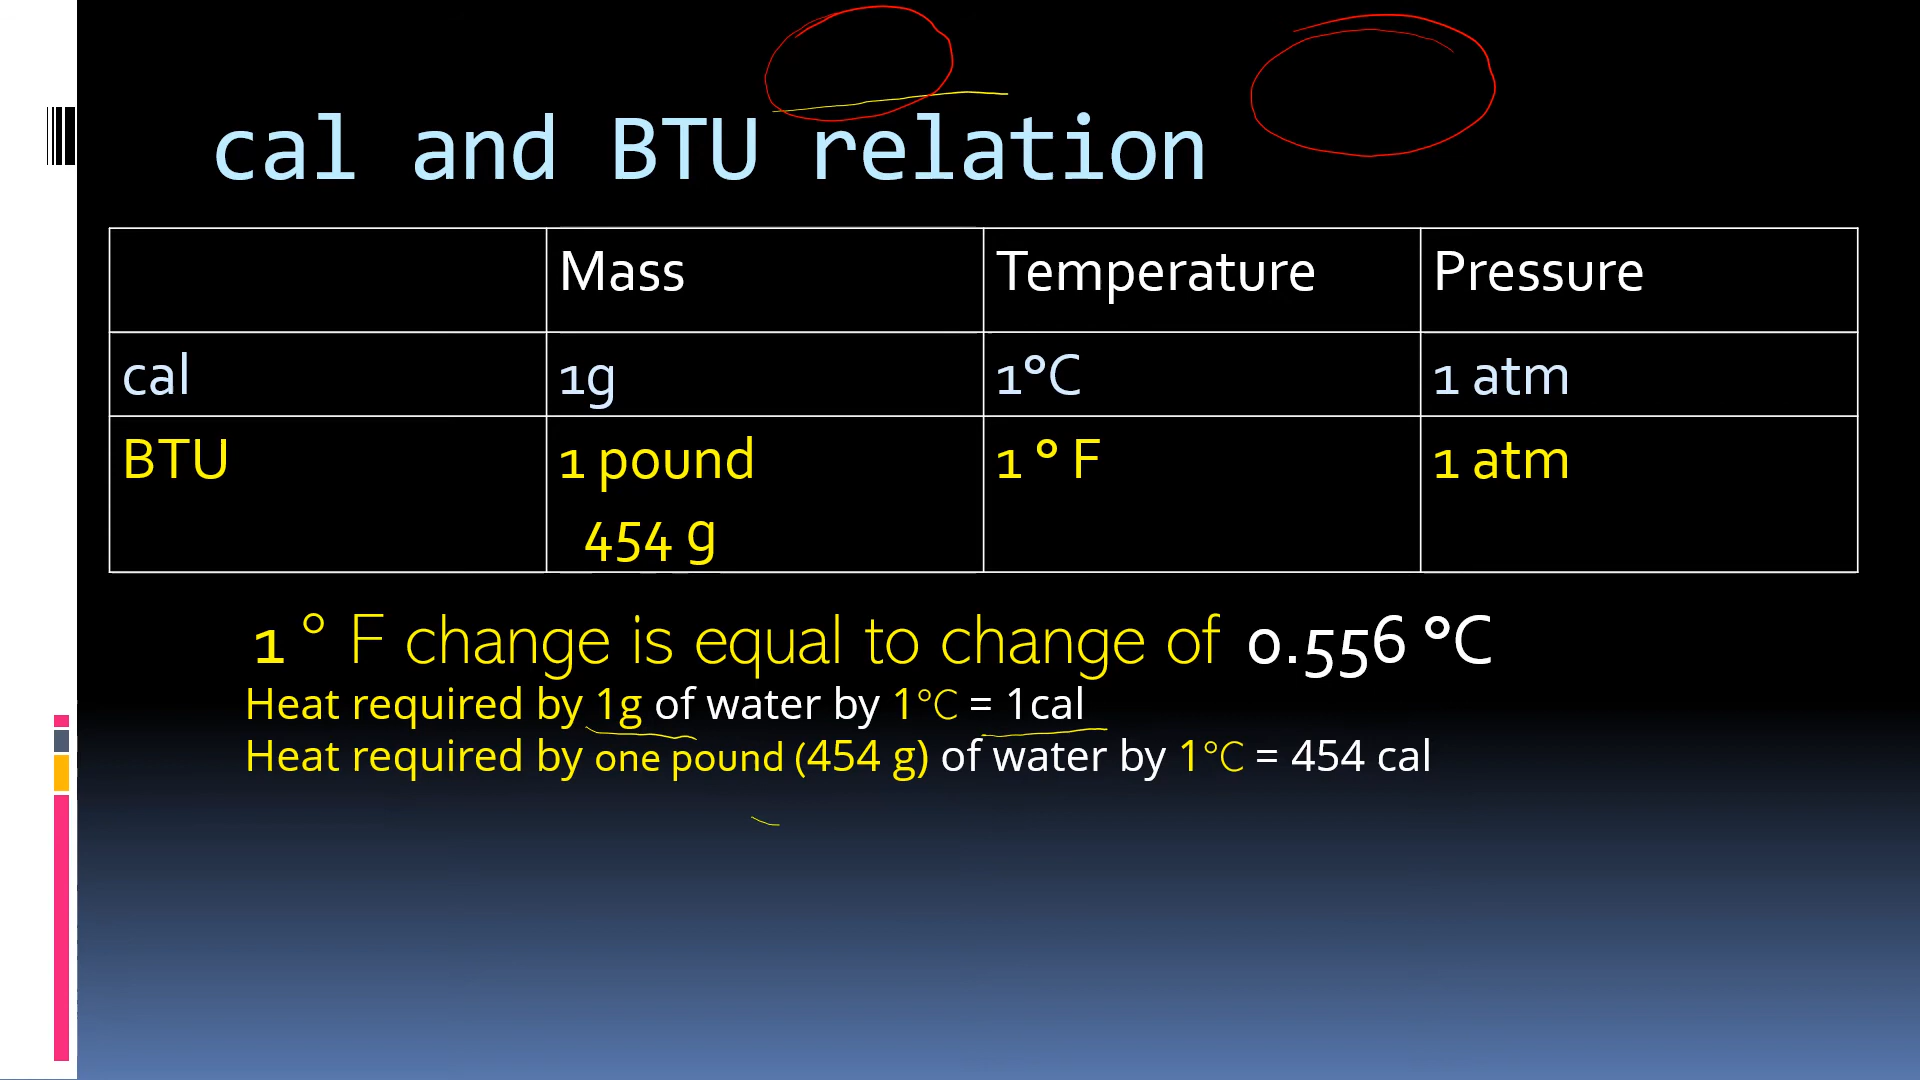 cal and BTU relation
Mass Temperature Pressure
cal 1g 1°C 1 atm
BTU 1 pound 1 ° F 1 atm
454 g
1 ° F change is equal to change of 0.556 °C
Heat required by 1g of water by 1°C = 1cal
Heat required by one pound (454 g) of water by 1°C = 454 cal